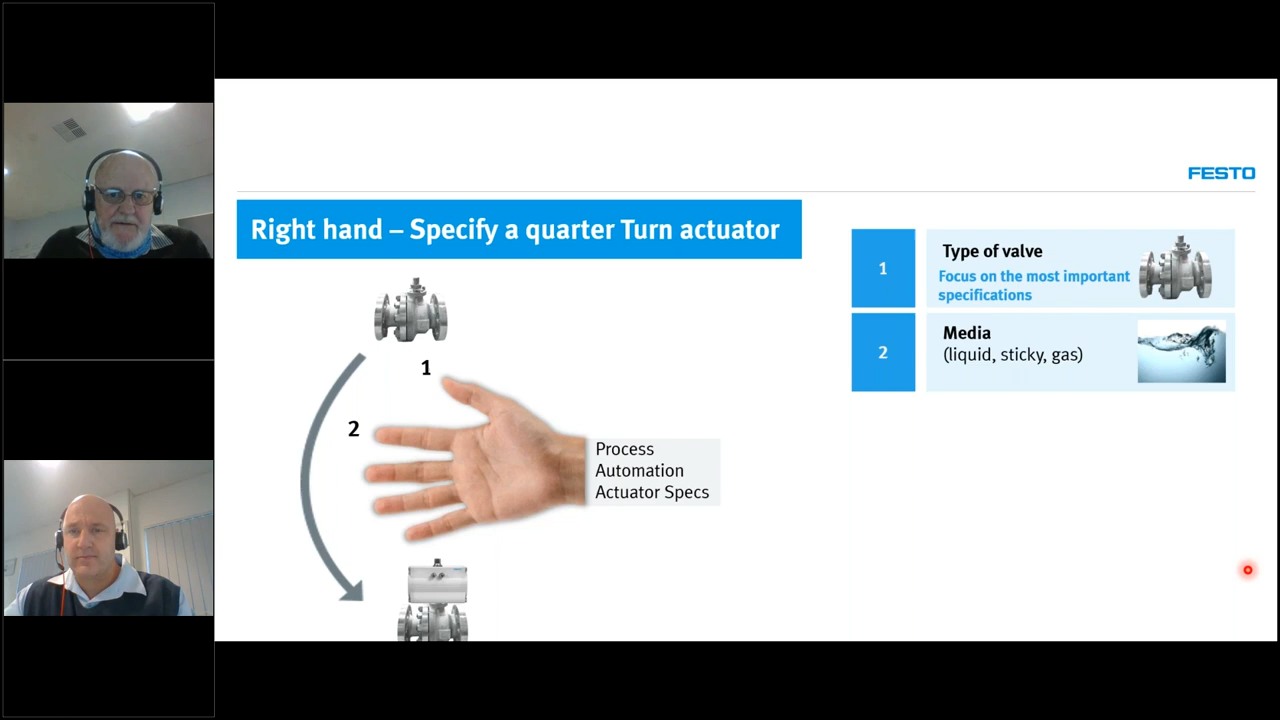 FESTO
Right hand – Specify a quarter Turn actuator
1
2
Process
Automation
Actuator Specs
1
Type of valve
Focus on the most important
specifications
2
Media
(liquid, sticky, gas)